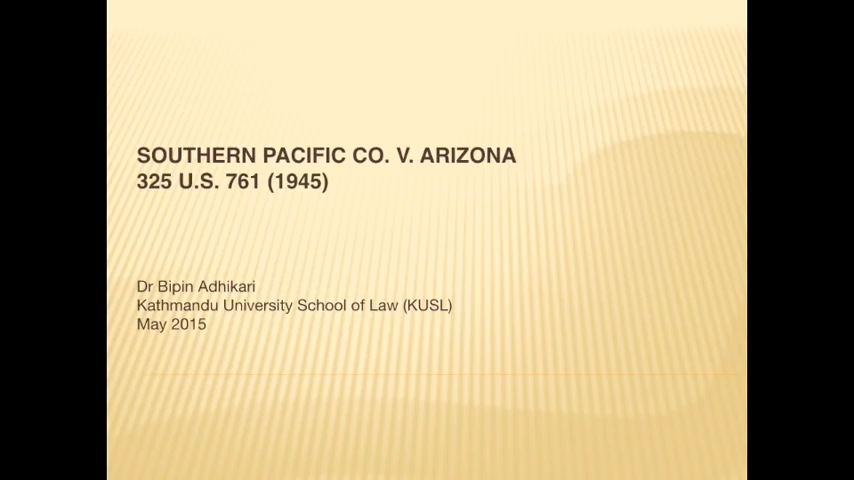 SOUTHERN PACIFIC CO. V. ARIZONA
325 U.S. 761 (1945)
Dr Bipin Adhikari
Kathmandu University School of Law (KUSL)
May 2015